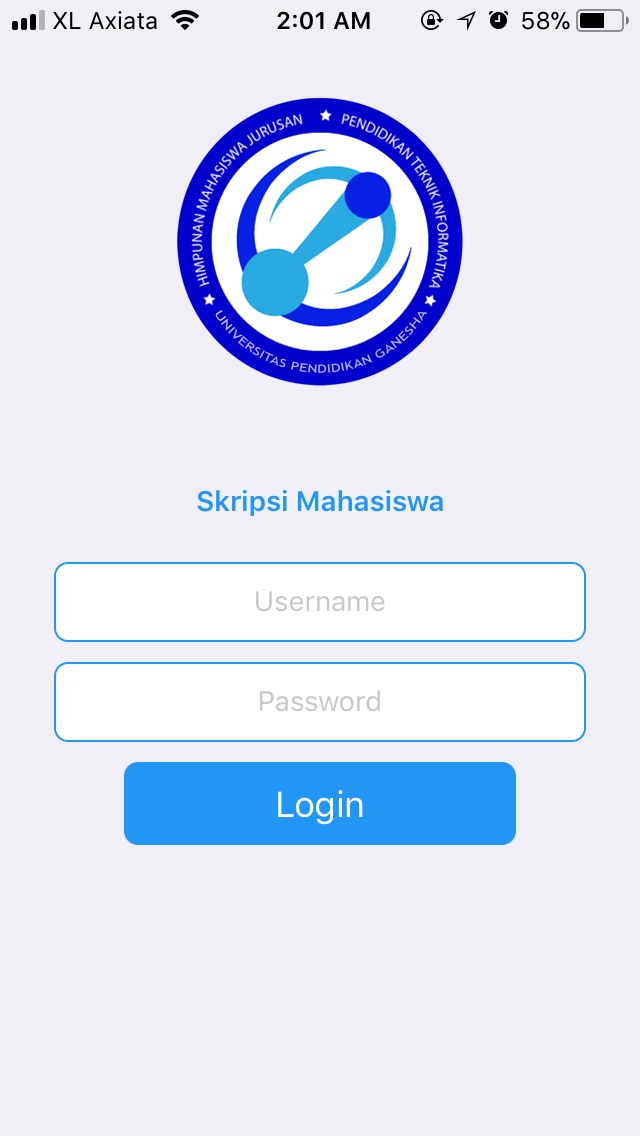 XL Axiata
2:01 AM
58%
HIMPUNAN MAHASISWA JURUSAN
PENDIDIKAN TEKNIK INFORMATIKA
UNIVERSITAS PENDIDIKAN GANESHA
Skripsi Mahasiswa
Username
Password
Login